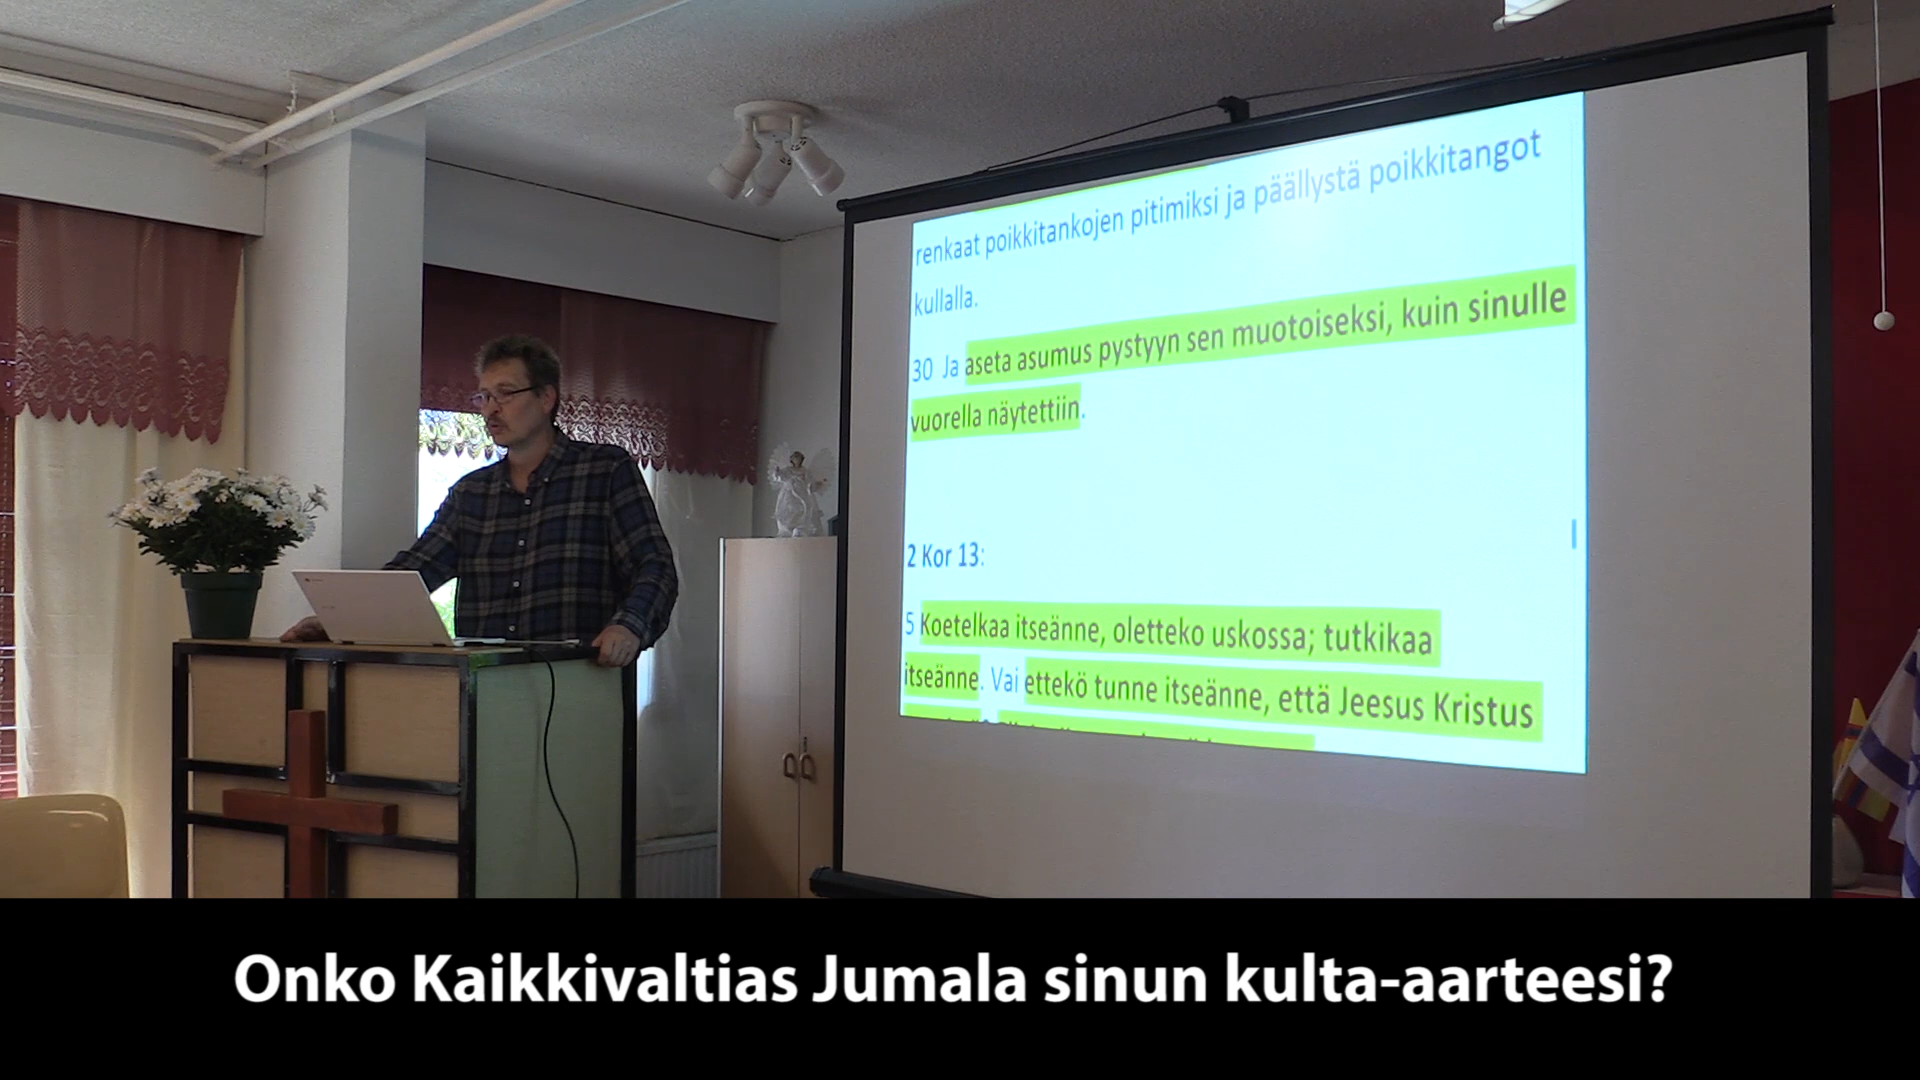 renkaat poikkitankojen pitimiksi ja päällystä poikkitangot
kullalla.
30 Ja aseta asumus pystyyn sen muotoiseksi, kuin sinulle
vuorella näytettiin.
2 Kor 13:
5 Koetelkaa itseänne, oletteko uskossa; tutkikaa
itseänne. Vai ettekö tunne itseänne, että Jeesus Kristus
Onko Kaikkivaltias Jumala sinun kulta-aarteesi?